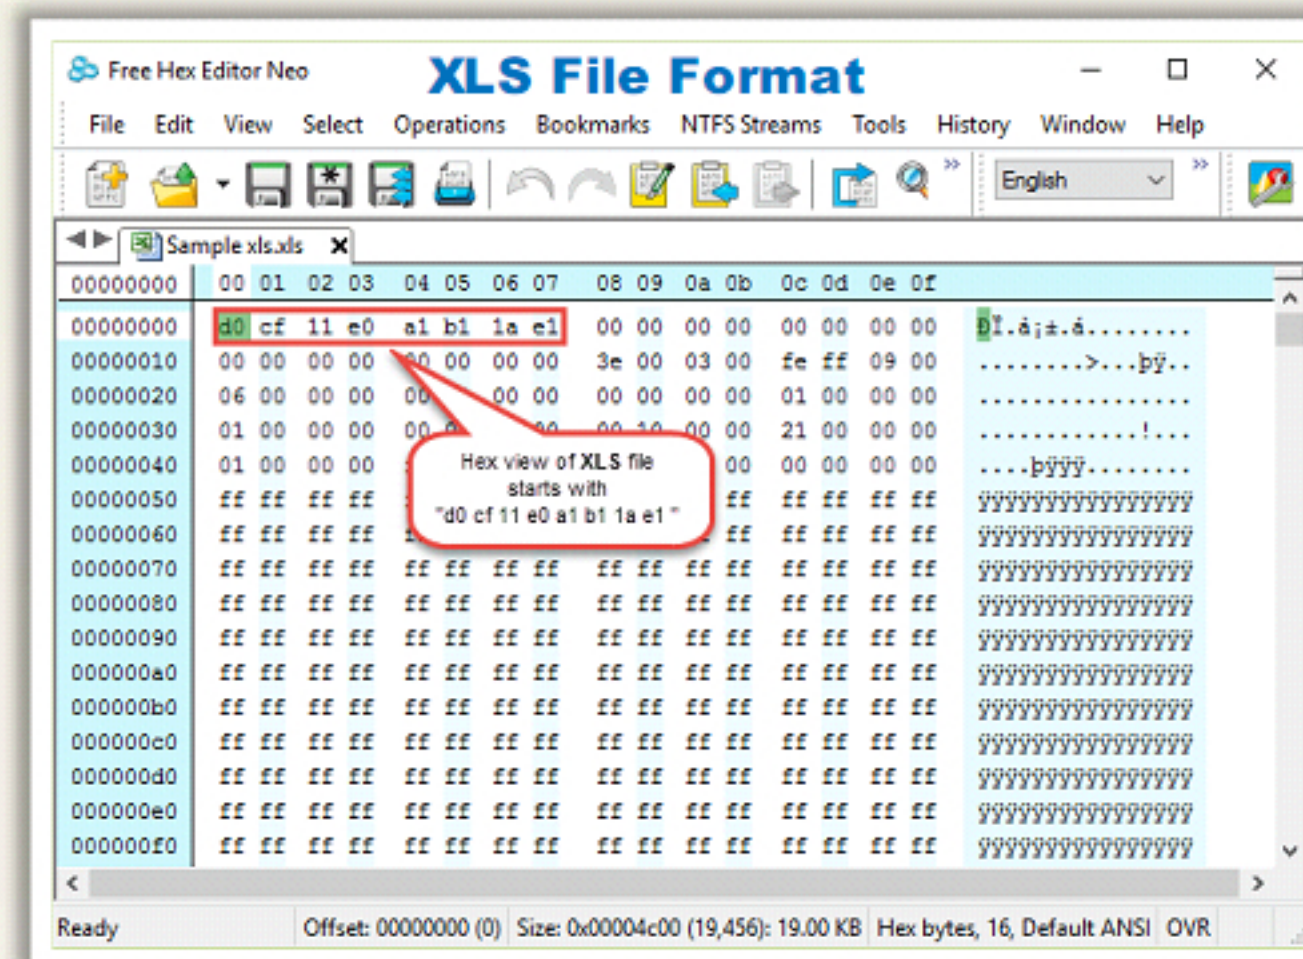 Free Hex Editor Neo XLS File Format
File Edit View Select Operations Bookmarks NTFS Streams Tools History Window Help
English
Sample xls.xls
00000000 00 01 02 03 04 05 06 07 08 09 0a 0b 0c 0d 0e 0f
00000000 d0 cf 11 e0 a1 b1 1a e1 00 00 00 00 00 00 00 00 ÐÏ.à¡±.á........
00000010 00 00 00 00 00 00 00 00 3e 00 03 00 fe ff 09 00 ........>...þÿ..
00000020 06 00 00 00 00 00 00 00 00 00 00 01 00 00 00 ................
00000030 01 00 00 00 00 00 10 00 00 21 00 00 00 ............!...
00000040 01 00 00 00 00 00 00 00 00 ....þÿÿÿ........
Hex view of XLS file
starts with
"d0 cf 11 e0 a1 b1 1a e1 "
00000050 ff ff ff ff ff ff ff ff ff ÿÿÿÿÿÿÿÿÿÿÿÿÿÿÿÿ
00000060 ff ff ff ff ff ff ff ff ff ÿÿÿÿÿÿÿÿÿÿÿÿÿÿÿÿ
00000070 ff ff ff ff ff ff ff ff ff ff ff ff ff ff ff ff ÿÿÿÿÿÿÿÿÿÿÿÿÿÿÿÿ
00000080 ff ff ff ff ff ff ff ff ff ff ff ff ff ff ff ff ÿÿÿÿÿÿÿÿÿÿÿÿÿÿÿÿ
00000090 ff ff ff ff ff ff ff ff ff ff ff ff ff ff ff ff ÿÿÿÿÿÿÿÿÿÿÿÿÿÿÿÿ
000000a0 ff ff ff ff ff ff ff ff ff ff ff ff ff ff ff ff ÿÿÿÿÿÿÿÿÿÿÿÿÿÿÿÿ
000000b0 ff ff ff ff ff ff ff ff ff ff ff ff ff ff ff ff ÿÿÿÿÿÿÿÿÿÿÿÿÿÿÿÿ
000000c0 ff ff ff ff ff ff ff ff ff ff ff ff ff ff ff ff ÿÿÿÿÿÿÿÿÿÿÿÿÿÿÿÿ
000000d0 ff ff ff ff ff ff ff ff ff ff ff ff ff ff ff ff ÿÿÿÿÿÿÿÿÿÿÿÿÿÿÿÿ
000000e0 ff ff ff ff ff ff ff ff ff ff ff ff ff ff ff ff ÿÿÿÿÿÿÿÿÿÿÿÿÿÿÿÿ
000000f0 ff ff ff ff ff ff ff ff ff ff ff ff ff ff ff ff ÿÿÿÿÿÿÿÿÿÿÿÿÿÿÿÿ
Ready Offset: 00000000 (0) Size: 0x00004c00 (19,456): 19.00 KB Hex bytes, 16, Default ANSI OVR